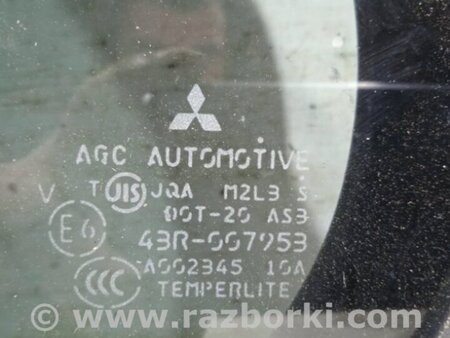 AGC AUTOMOTIVE
V T JIS JQA M2L3 S
DOT-20 AS3
E6 43R-007953
CCC A002345 10A
TEMPERLITE
www.razborki.com